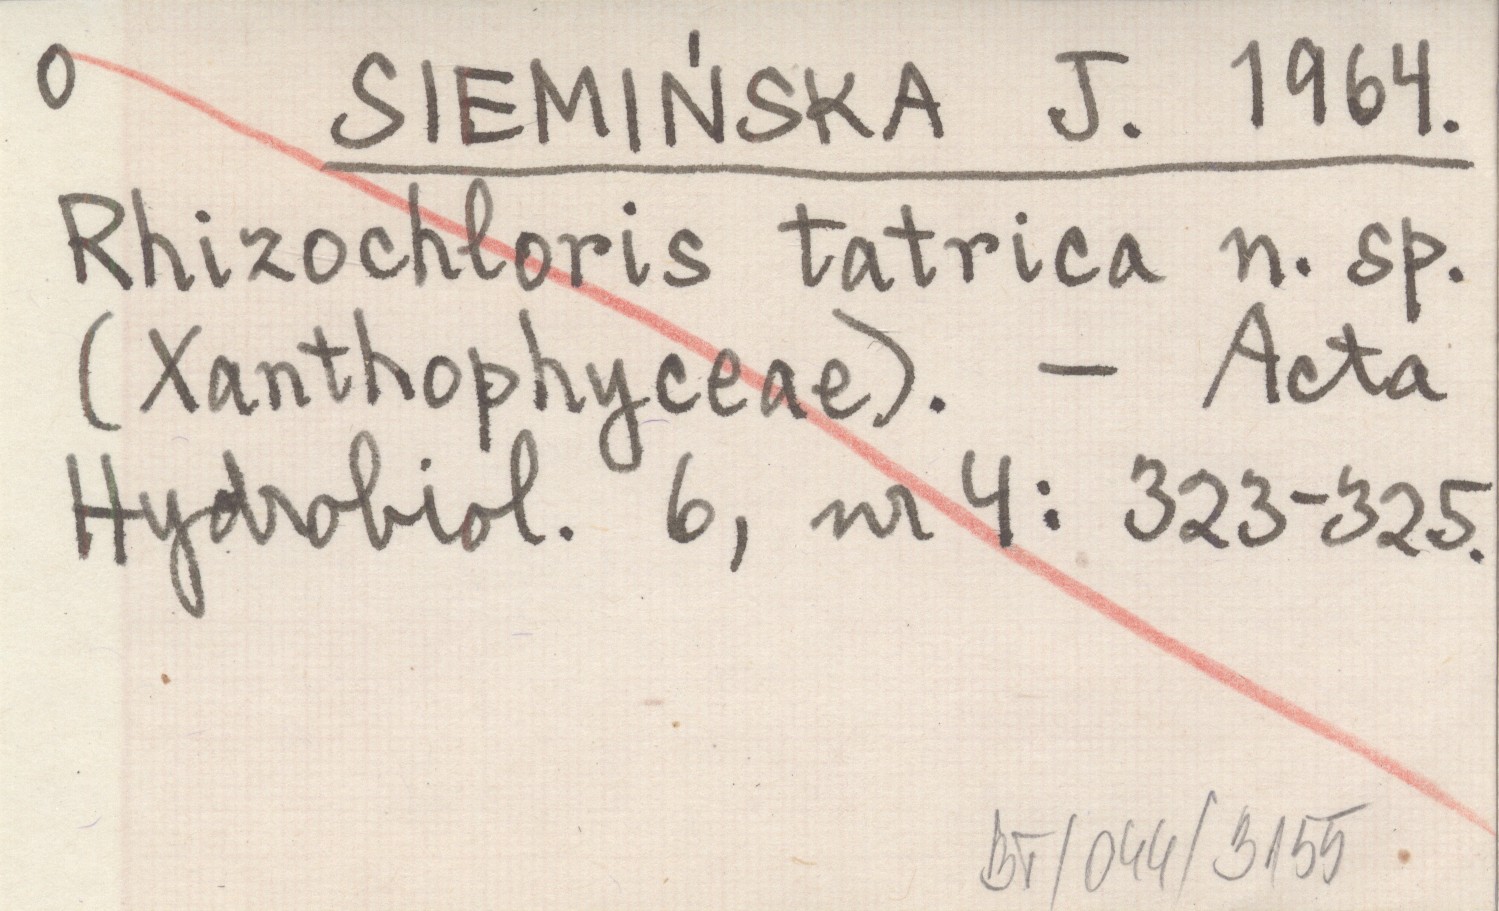 0 SIEMIŃSKA J. 1964.
Rhizochloris tatrica n. sp.
(Xanthophyceae). — Acta
Hydrobiol. 6, nr 4: 323-325.
BT/044/3155